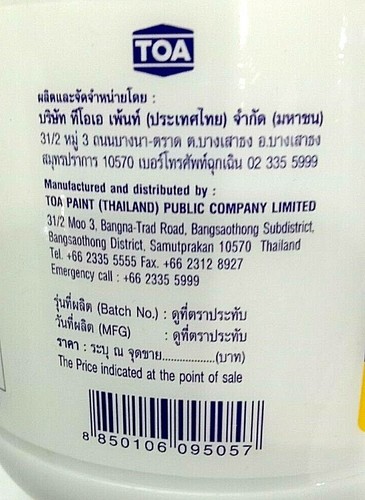 TOA
ผลิตและจัดจำหน่ายโดย :
บริษัท ทีโอเอ เพ้นท์ (ประเทศไทย) จำกัด (มหาชน)
31/2 หมู่ 3 ถนนบางนา-ตราด ต.บางเสาธง อ.บางเสาธง
สมุทรปราการ 10570 เบอร์โทรศัพท์ฉุกเฉิน 02 335 5999
Manufactured and distributed by :
TOA PAINT (THAILAND) PUBLIC COMPANY LIMITED
31/2 Moo 3, Bangna-Trad Road, Bangsaothong Subdistrict,
Bangsaothong District, Samutprakan 10570 Thailand
Tel. +66 2335 5555 Fax. +66 2312 8927
Emergency call : +66 2335 5999
รุ่นที่ผลิต (Batch No.) : ดูที่ตราประทับ
วันที่ผลิต (MFG) : ดูที่ตราประทับ
ราคา : ระบุ ณ จุดขาย..................(บาท)
The Price indicated at the point of sale
8 850106 095057